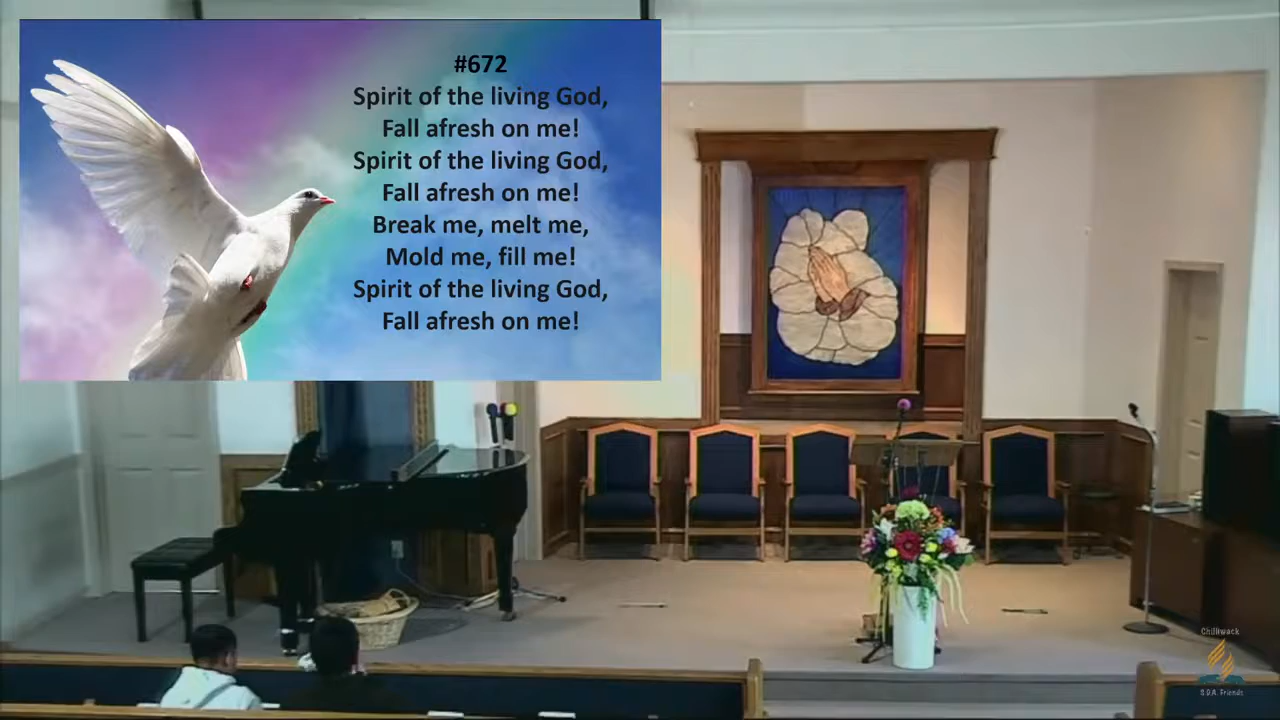 #672
Spirit of the living God,
Fall afresh on me!
Spirit of the living God,
Fall afresh on me!
Break me, melt me,
Mold me, fill me!
Spirit of the living God,
Fall afresh on me!
Chilliwack
S.D.A. Friends